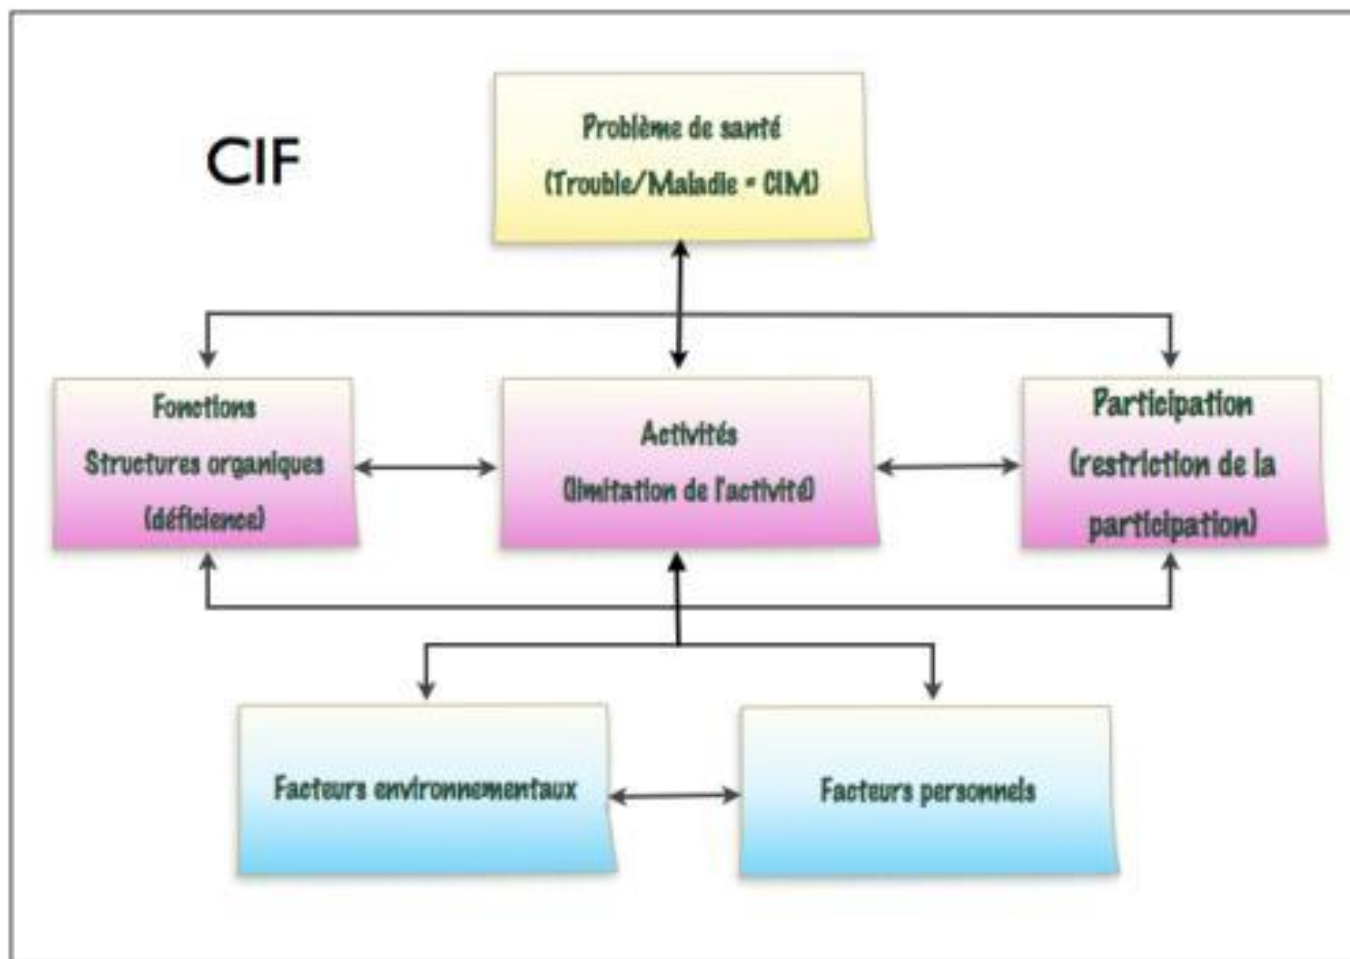 CIF
Problème de santé
(Trouble/Maladie = CIM)
Fonctions
Structures organiques
(déficience)
Activités
(limitation de l'activité)
Participation
(restriction de la
participation)
Facteurs environnementaux
Facteurs personnels